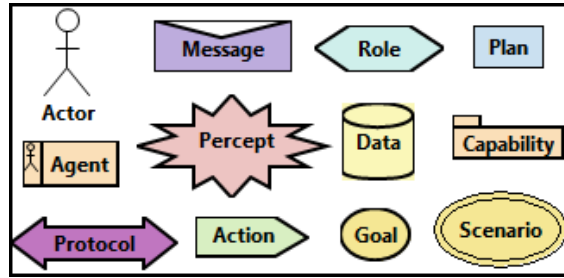 Message
Role
Plan
Actor
Agent
Percept
Data
Capability
Protocol
Action
Goal
Scenario